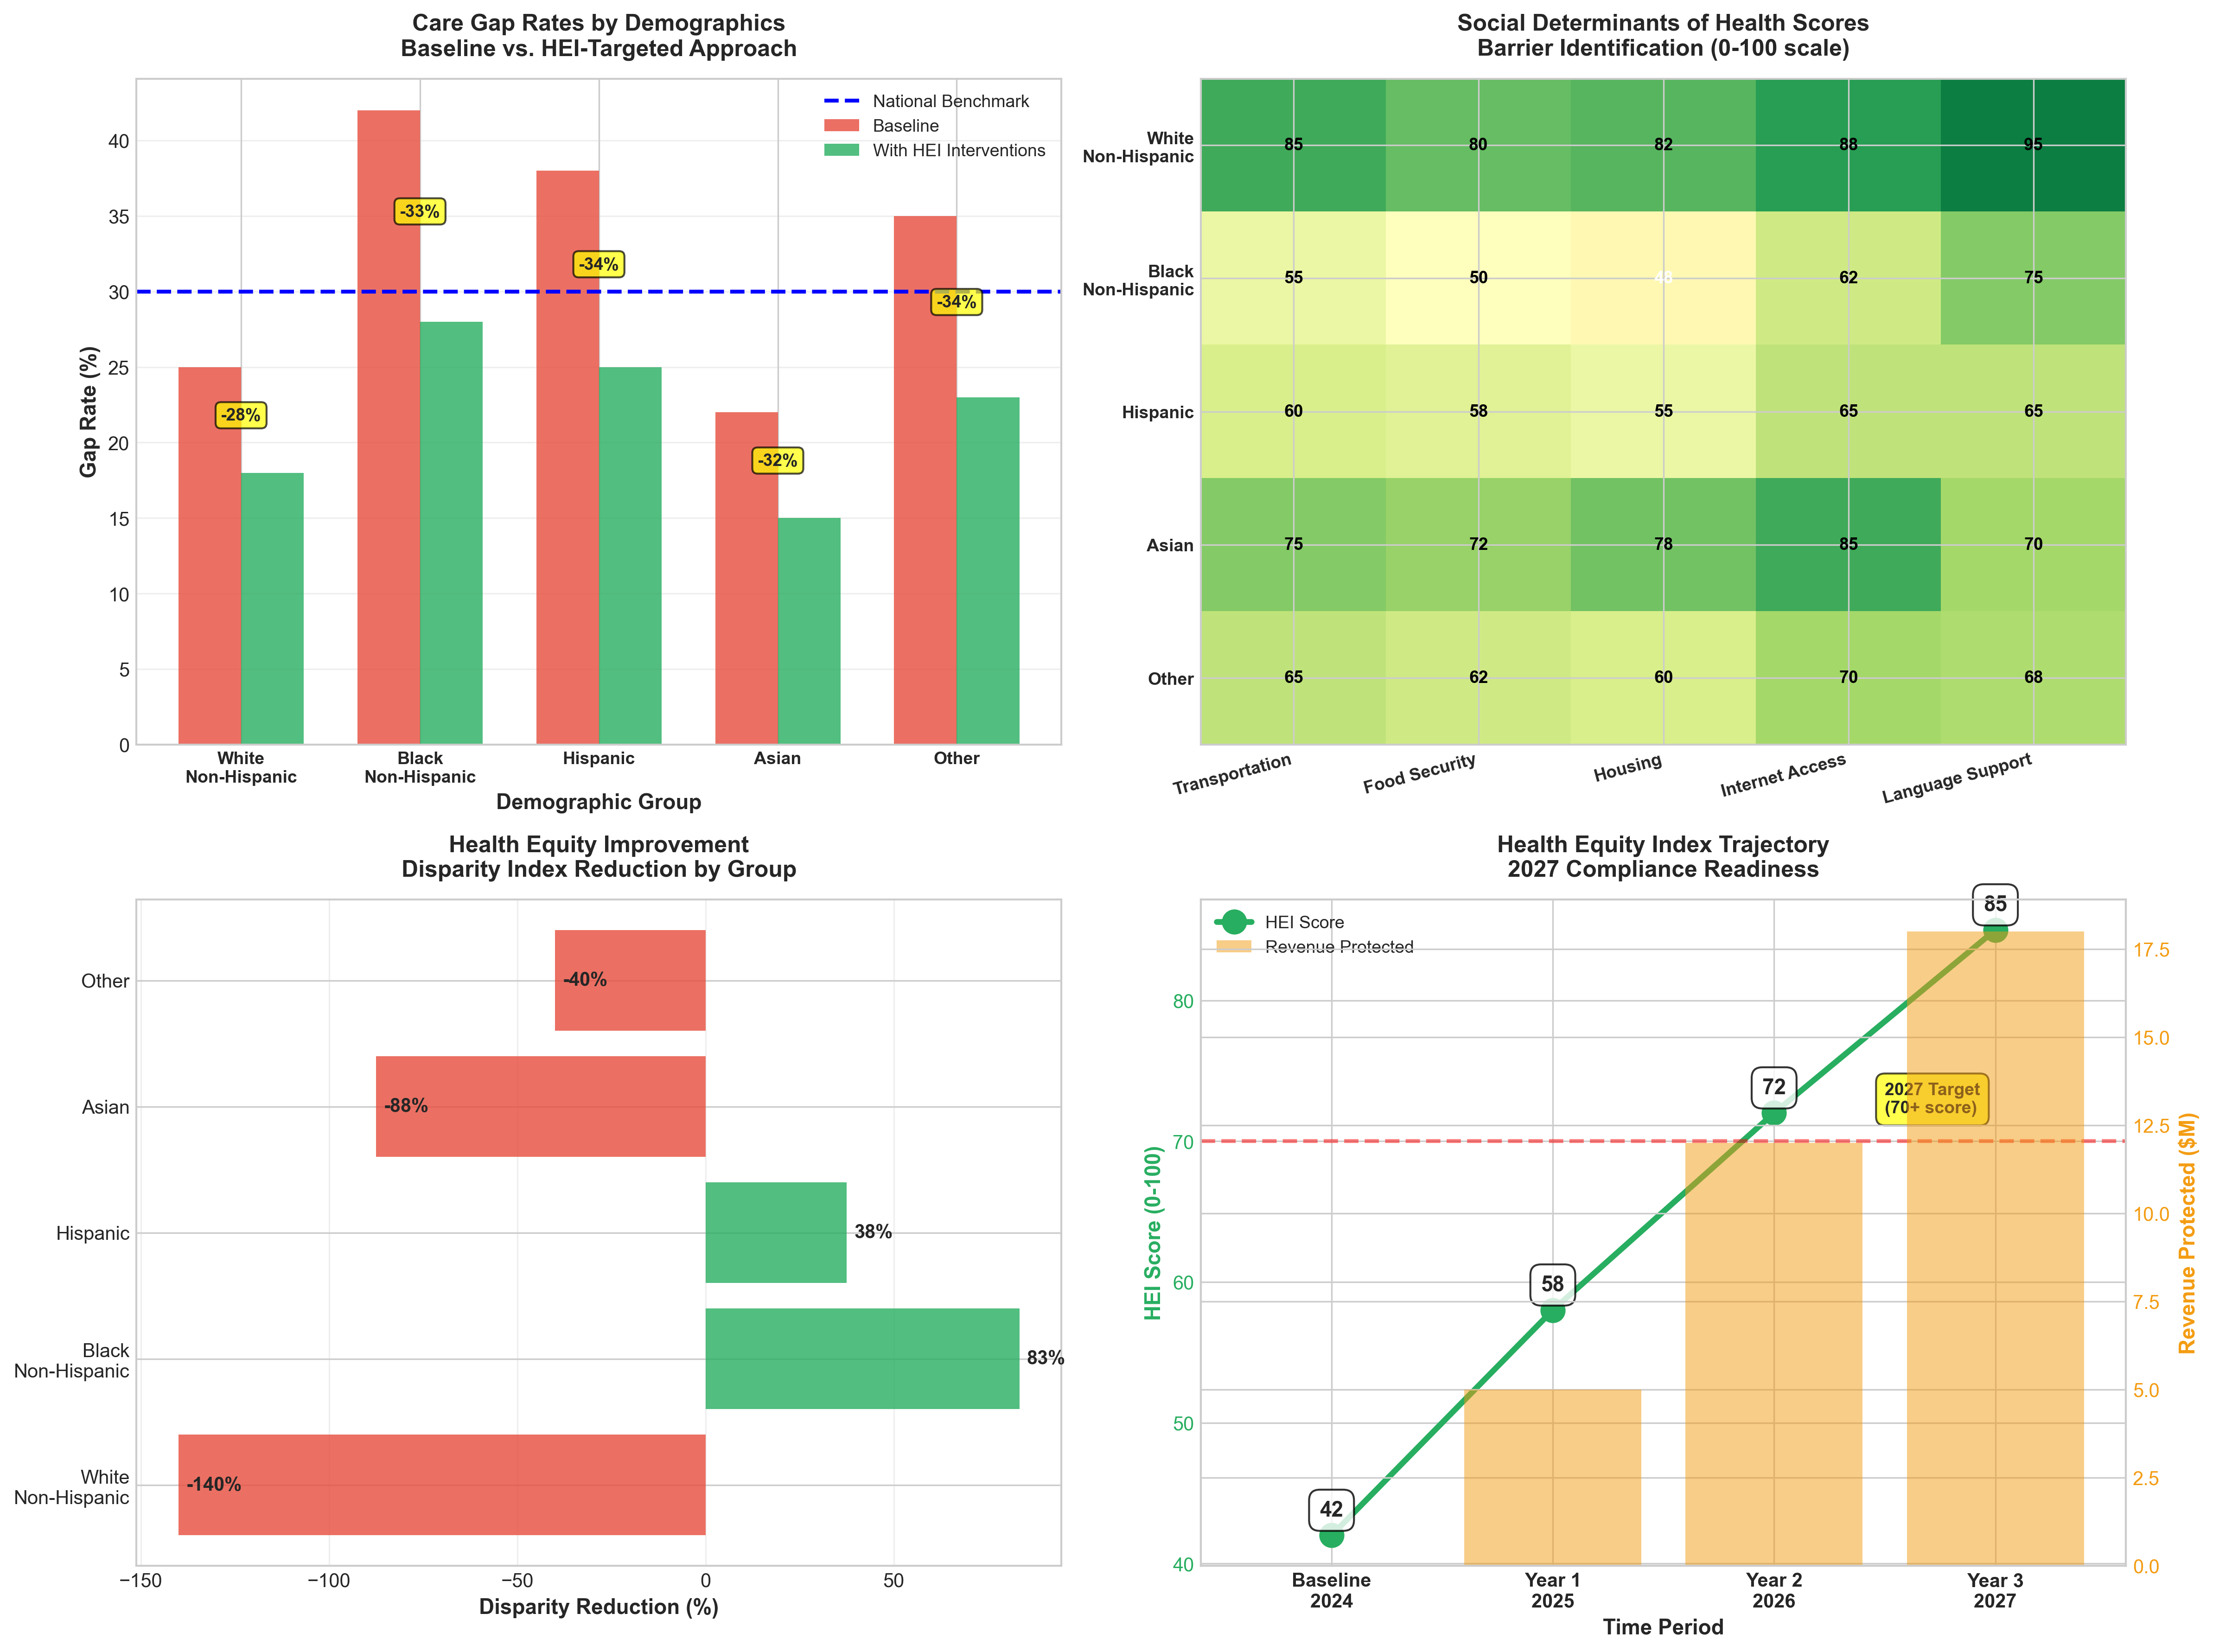 Care Gap Rates by Demographics
Baseline vs. HEI-Targeted Approach
National Benchmark
Baseline
With HEI Interventions
40
35
30
25
20
15
10
5
0
Gap Rate (%)
-28%
-33%
-34%
-32%
-34%
White
Non-Hispanic
Black
Non-Hispanic
Hispanic
Asian
Other
Demographic Group
Social Determinants of Health Scores
Barrier Identification (0-100 scale)
White
Non-Hispanic
85 80 82 88 95
Black
Non-Hispanic
55 50 48 62 75
Hispanic
60 58 55 65 65
Asian
75 72 78 85 70
Other
65 62 60 70 68
Transportation
Food Security
Housing
Internet Access
Language Support
Health Equity Improvement
Disparity Index Reduction by Group
Other
-40%
Asian
-88%
Hispanic
38%
Black
Non-Hispanic
83%
White
Non-Hispanic
-140%
−150 −100 −50 0 50
Disparity Reduction (%)
Health Equity Index Trajectory
2027 Compliance Readiness
HEI Score
Revenue Protected
80
70
60
50
40
HEI Score (0-100)
42
58
72
85
2027 Target
(70+ score)
17.5
15.0
12.5
10.0
7.5
5.0
2.5
0.0
Revenue Protected ($M)
Baseline
2024
Year 1
2025
Year 2
2026
Year 3
2027
Time Period